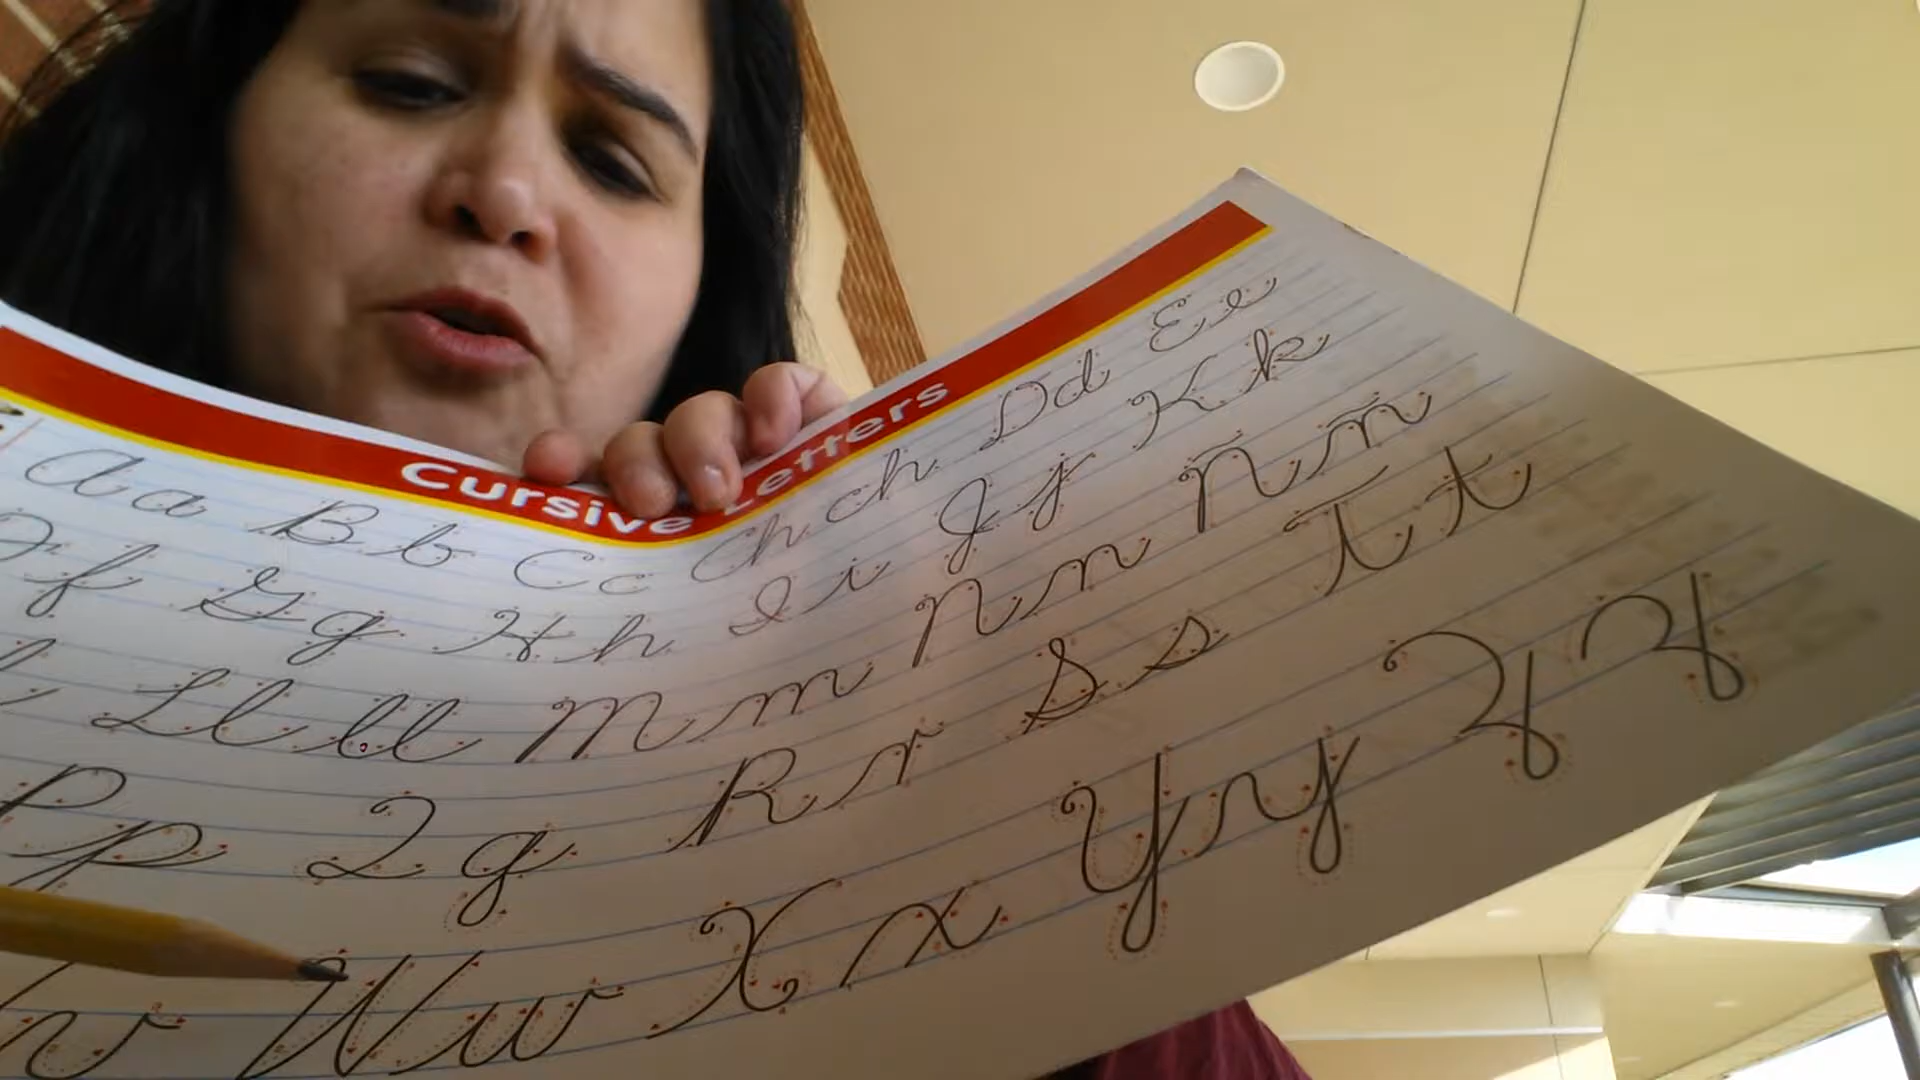 Cursive Letters
Aa Bb Cc Ch ch Dd Ee
Ff Gg Hh Ii Jj Kk
Ll ll Mm Nn Ññ
Pp Qq Rr Ss Tt
v Ww Xx Yy Zz